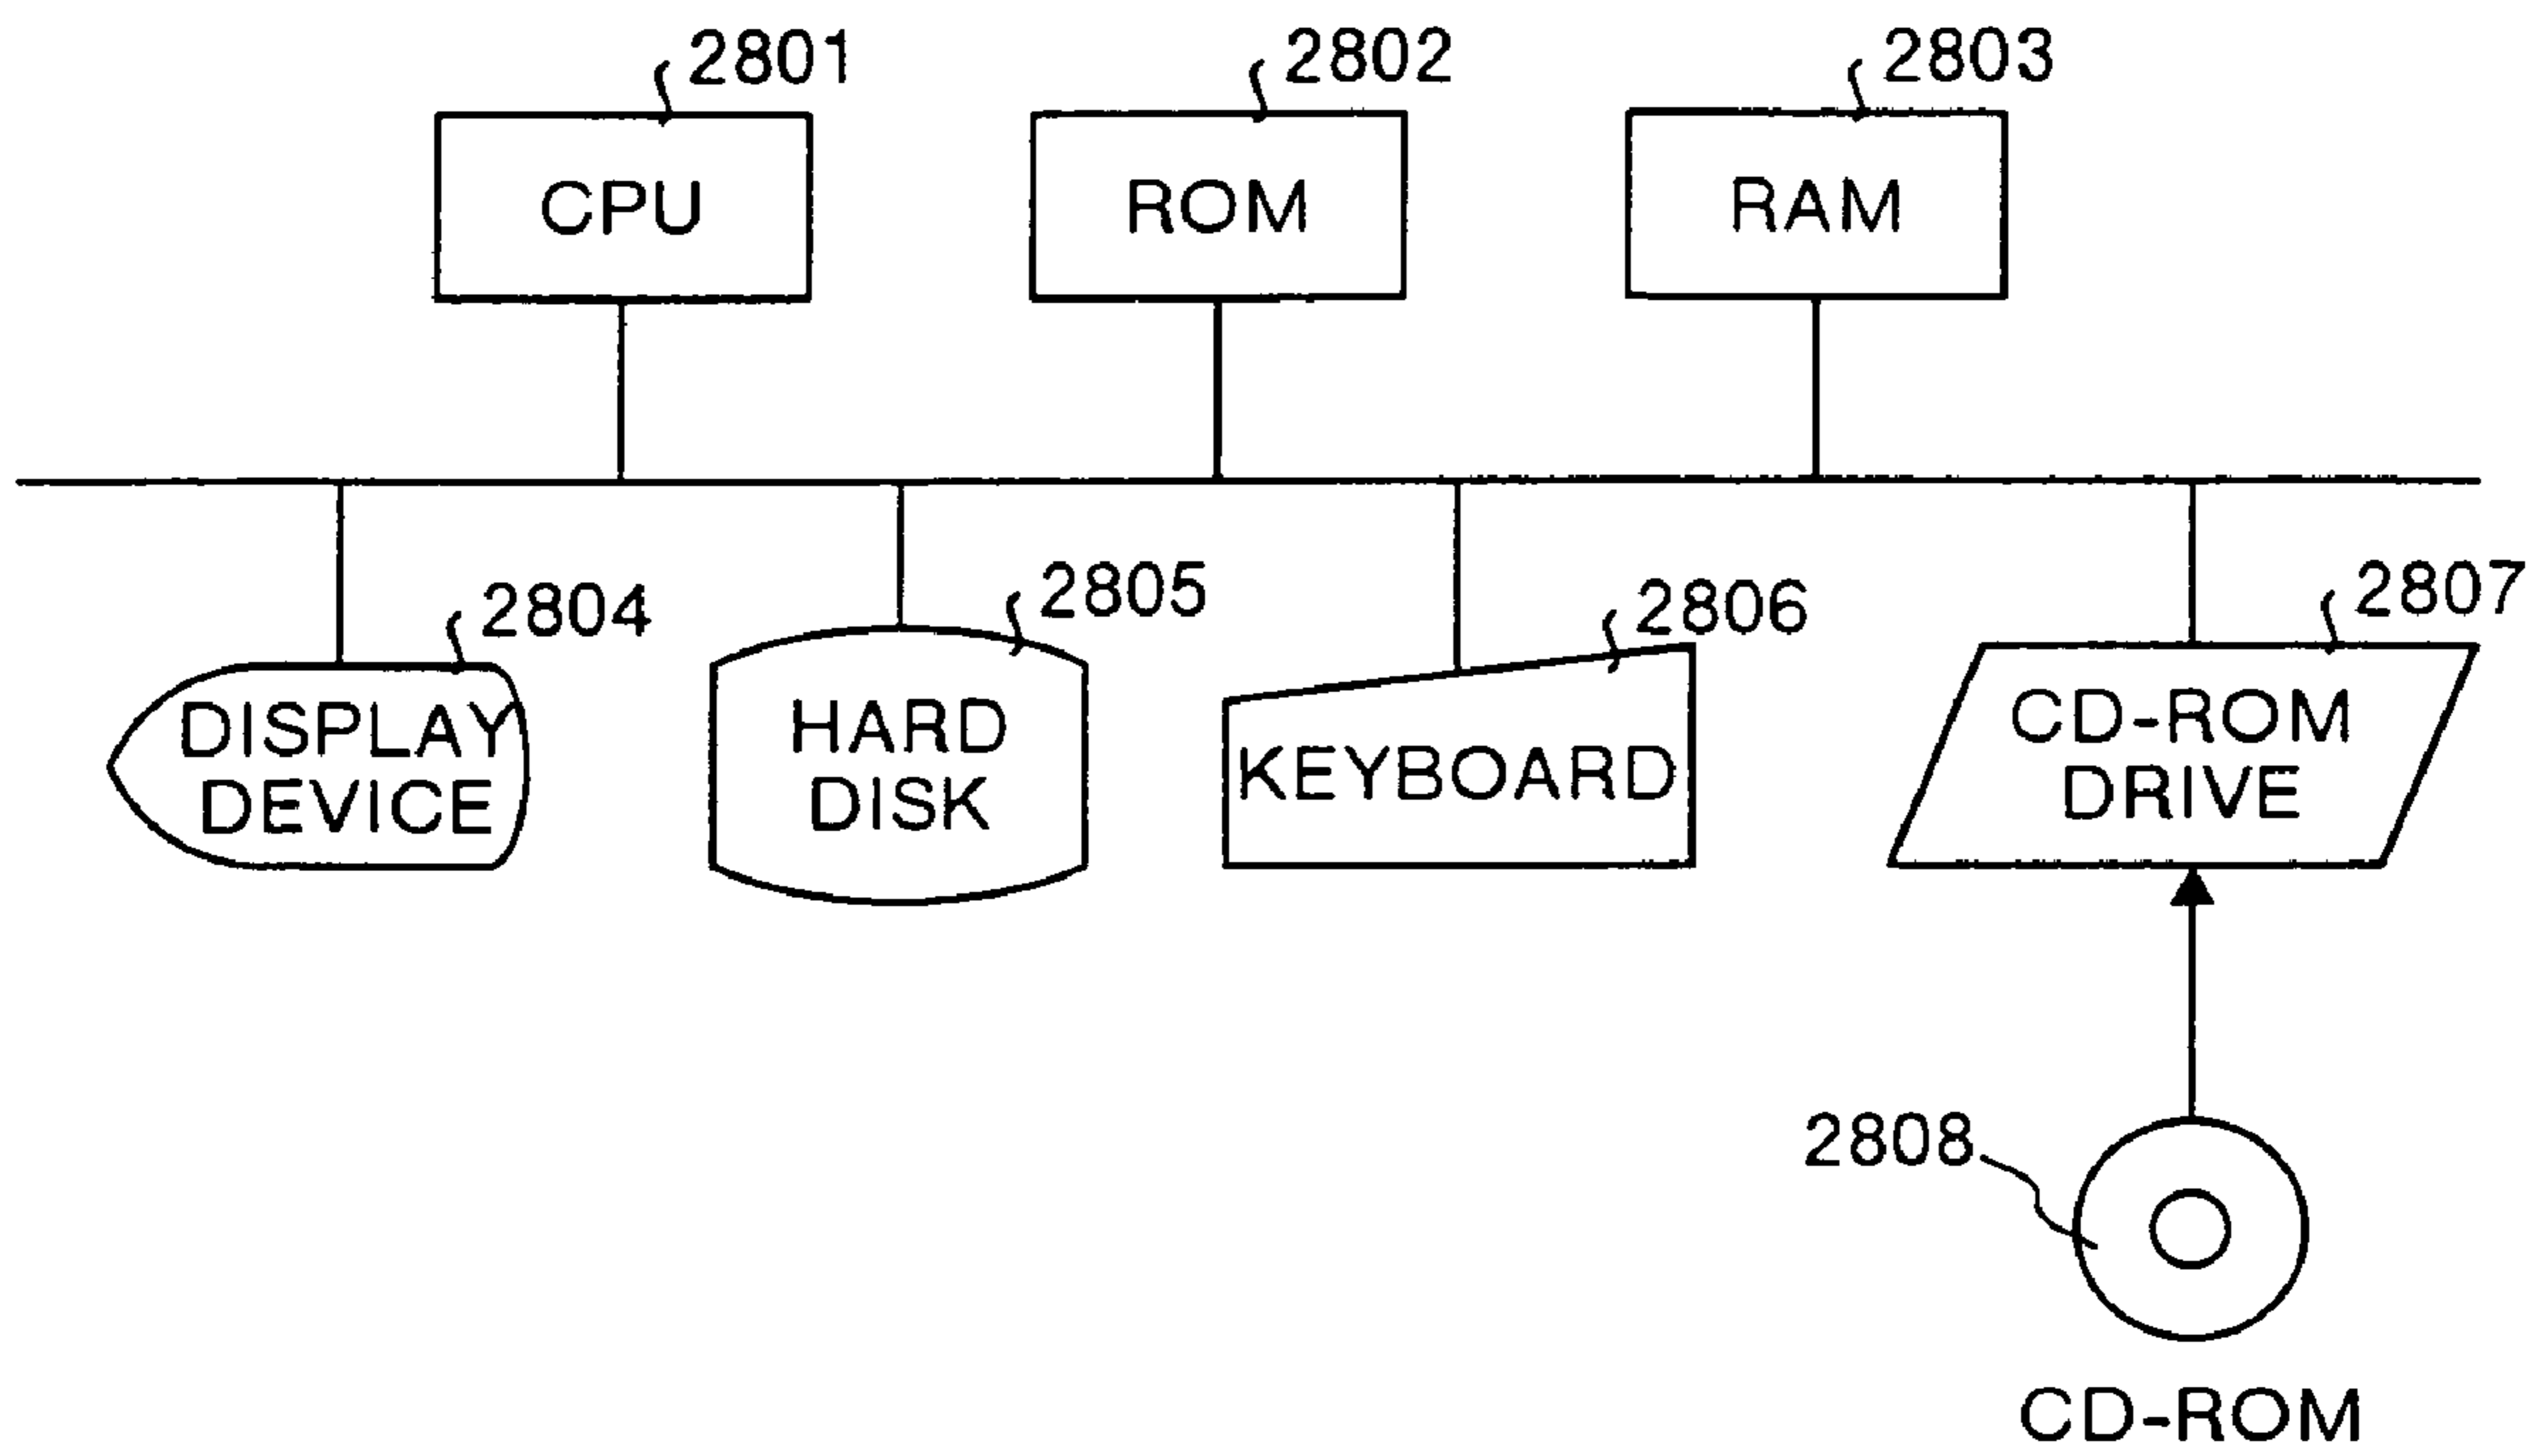 2801
2802
2803
CPU
ROM
RAM
2804
2805
2806
2807
DISPLAY
DEVICE
HARD
DISK
KEYBOARD
CD-ROM
DRIVE
2808
CD-ROM